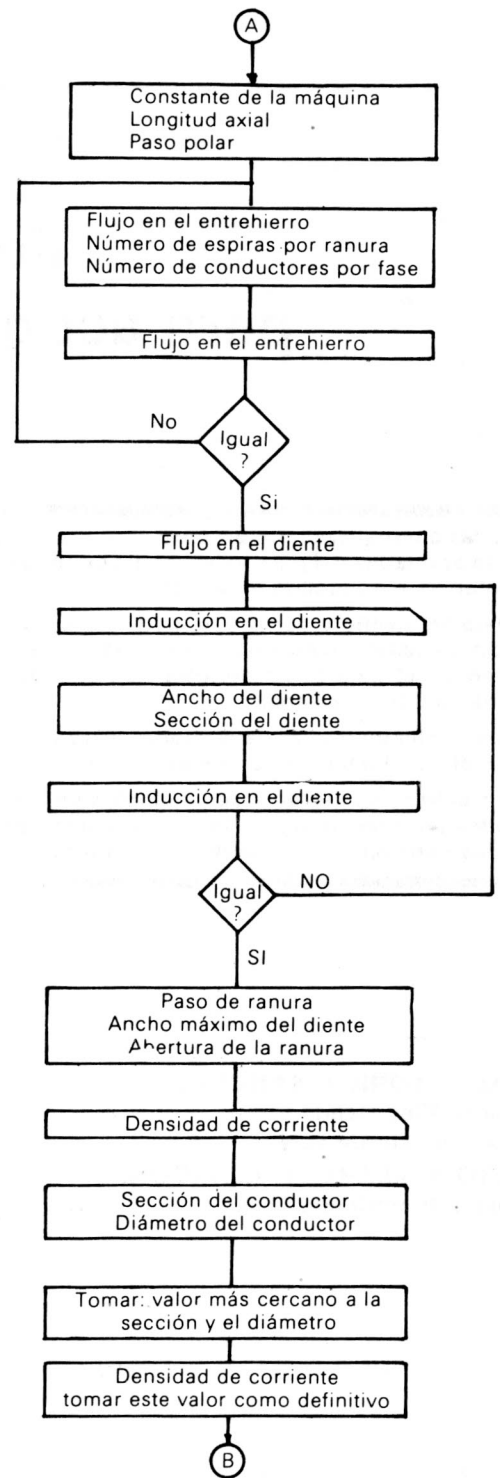 A
Constante de la máquina
Longitud axial
Paso polar
Flujo en el entrehierro
Número de espiras por ranura
Número de conductores por fase
Flujo en el entrehierro
No
Igual
?
Si
Flujo en el diente
Inducción en el diente
Ancho del diente
Sección del diente
Inducción en el diente
Igual
?
NO
SI
Paso de ranura
Ancho máximo del diente
Abertura de la ranura
Densidad de corriente
Sección del conductor
Diámetro del conductor
Tomar: valor más cercano a la
sección y el diámetro
Densidad de corriente
tomar este valor como definitivo
B